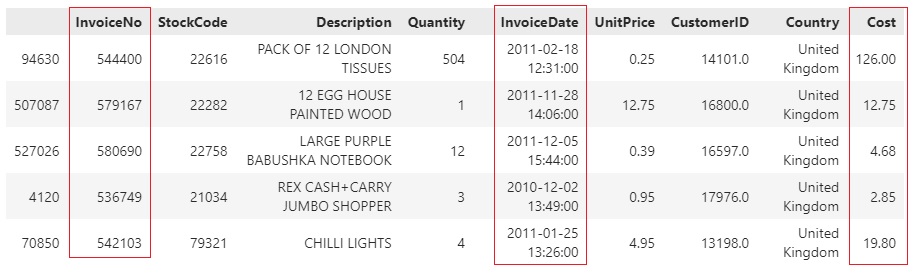 InvoiceNo StockCode Description Quantity InvoiceDate UnitPrice CustomerID Country Cost
94630 544400 22616 PACK OF 12 LONDON TISSUES 504 2011-02-18 12:31:00 0.25 14101.0 United Kingdom 126.00
507087 579167 22282 12 EGG HOUSE PAINTED WOOD 1 2011-11-28 14:06:00 12.75 16800.0 United Kingdom 12.75
527026 580690 22758 LARGE PURPLE BABUSHKA NOTEBOOK 12 2011-12-05 15:44:00 0.39 16597.0 United Kingdom 4.68
4120 536749 21034 REX CASH+CARRY JUMBO SHOPPER 3 2010-12-02 13:49:00 0.95 17976.0 United Kingdom 2.85
70850 542103 79321 CHILLI LIGHTS 4 2011-01-25 13:26:00 4.95 13198.0 United Kingdom 19.80